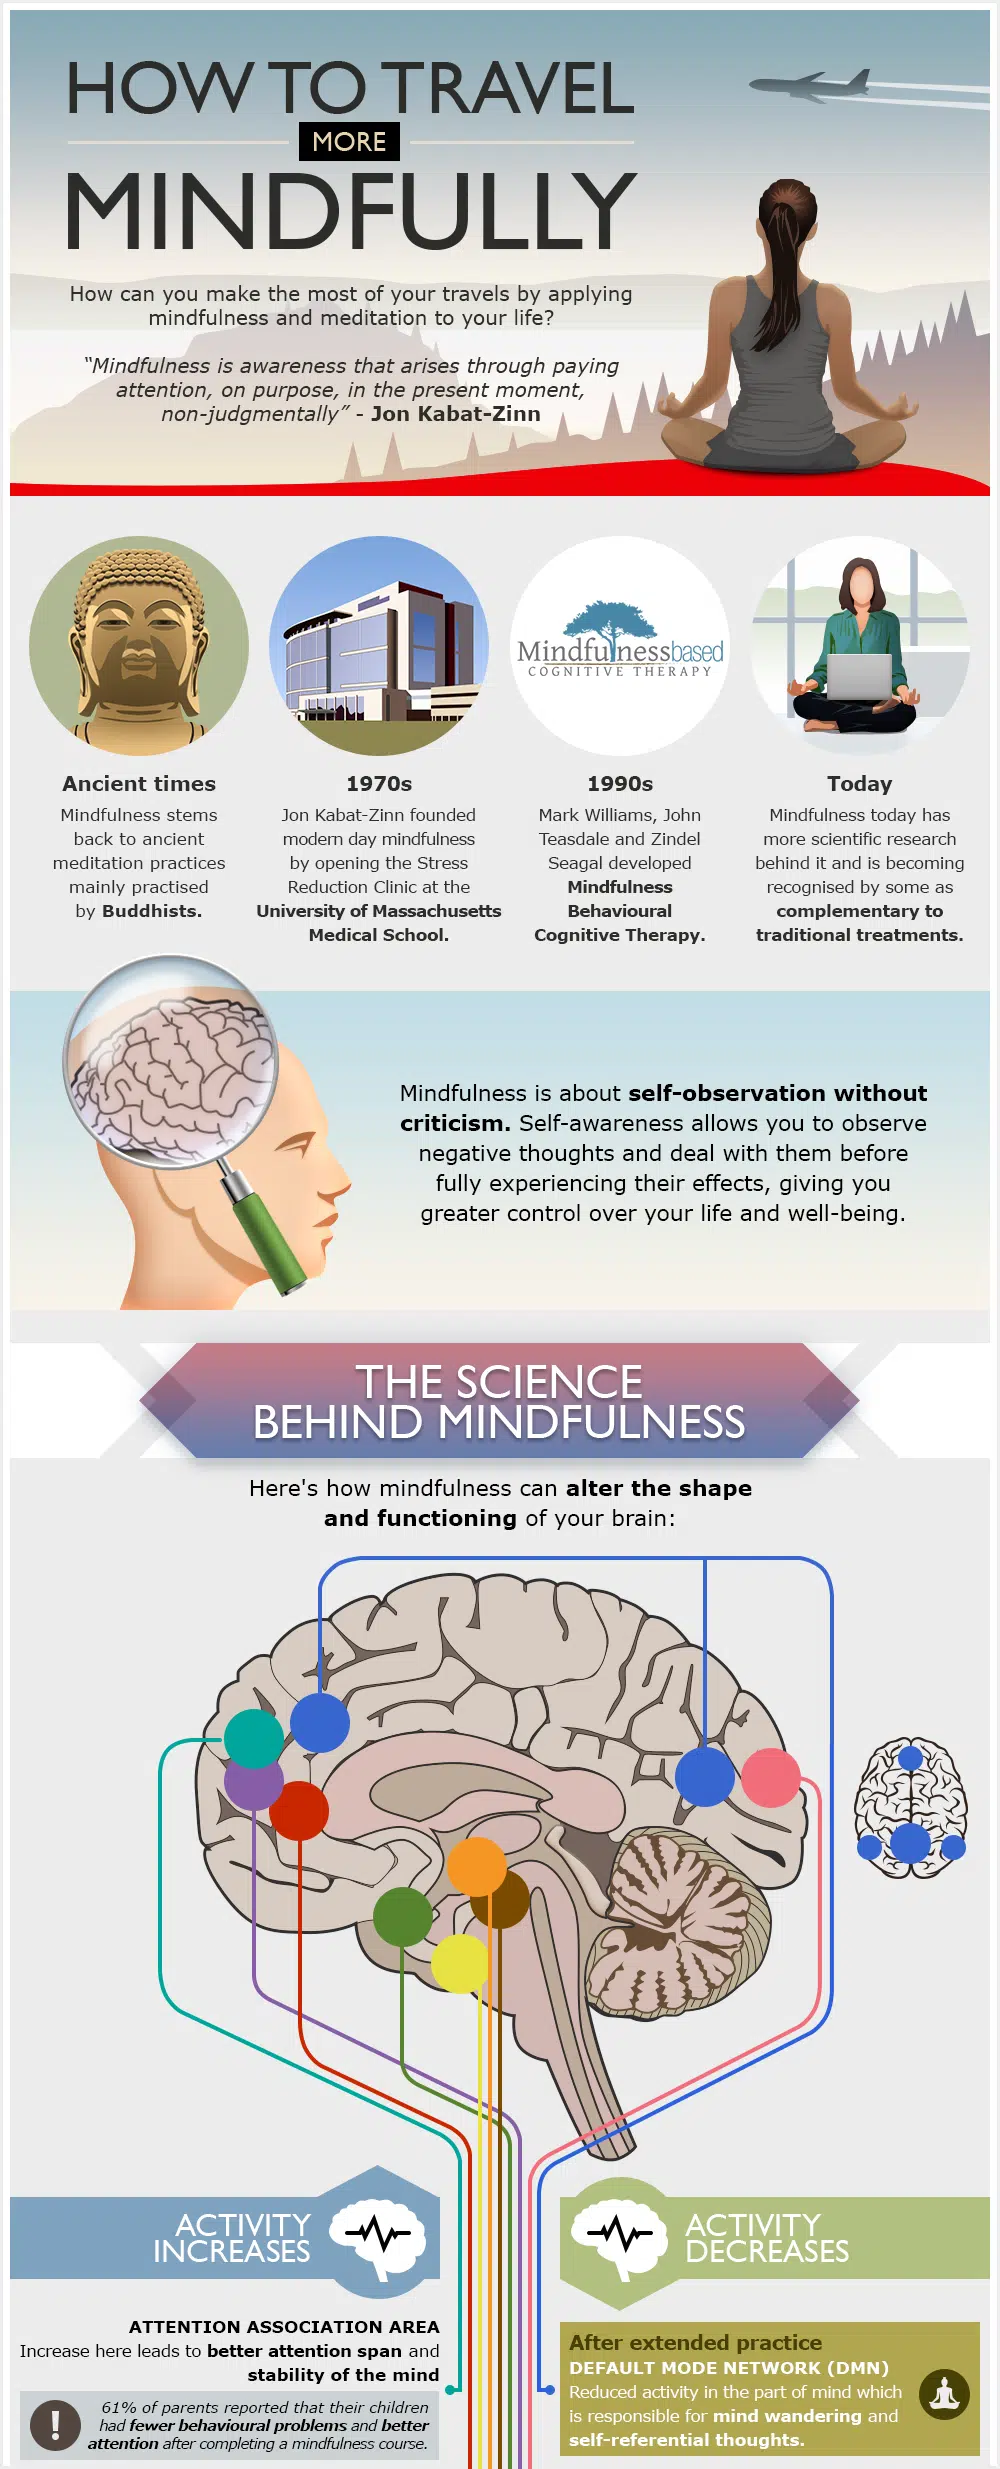 HOW TO TRAVEL
MORE
MINDFULLY
How can you make the most of your travels by applying
mindfulness and meditation to your life?
"Mindfulness is awareness that arises through paying
attention, on purpose, in the present moment,
non-judgmentally" - Jon Kabat-Zinn
Mindfulnessbased
COGNITIVE THERAPY
Ancient times
Mindfulness stems
back to ancient
meditation practices
mainly practised
by Buddhists.
1970s
Jon Kabat-Zinn founded
modern day mindfulness
by opening the Stress
Reduction Clinic at the
University of Massachusetts
Medical School.
1990s
Mark Williams, John
Teasdale and Zindel
Seagal developed
Mindfulness
Behavioural
Cognitive Therapy.
Today
Mindfulness today has
more scientific research
behind it and is becoming
recognised by some as
complementary to
traditional treatments.
Mindfulness is about self-observation without
criticism. Self-awareness allows you to observe
negative thoughts and deal with them before
fully experiencing their effects, giving you
greater control over your life and well-being.
THE SCIENCE
BEHIND MINDFULNESS
Here's how mindfulness can alter the shape
and functioning of your brain:
ACTIVITY
INCREASES
ATTENTION ASSOCIATION AREA
Increase here leads to better attention span and
stability of the mind
!
61% of parents reported that their children
had fewer behavioural problems and better
attention after completing a mindfulness course.
ACTIVITY
DECREASES
After extended practice
DEFAULT MODE NETWORK (DMN)
Reduced activity in the part of mind which
is responsible for mind wandering and
self-referential thoughts.